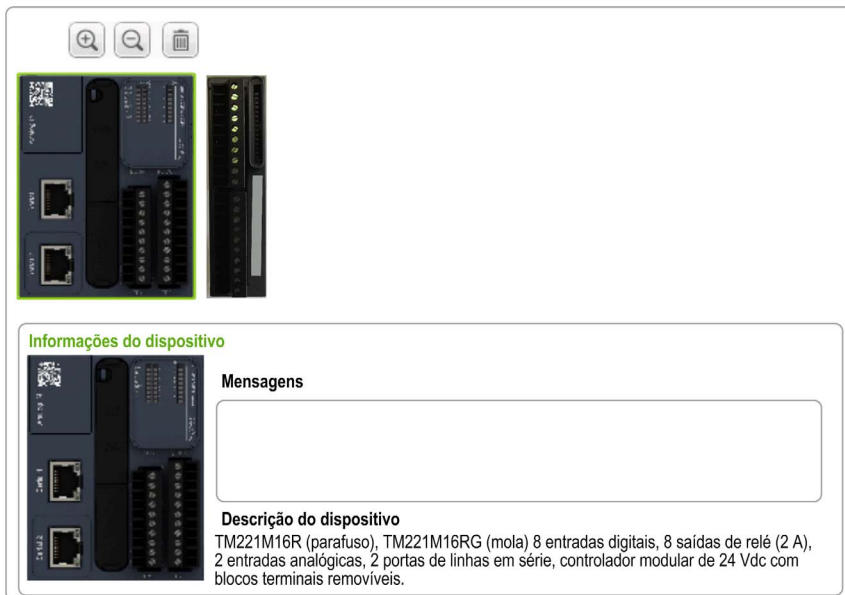 Informações do dispositivo
Mensagens
Descrição do dispositivo
TM221M16R (parafuso), TM221M16RG (mola) 8 entradas digitais, 8 saídas de relé (2 A),
2 entradas analógicas, 2 portas de linhas em série, controlador modular de 24 Vdc com
blocos terminais removíveis.